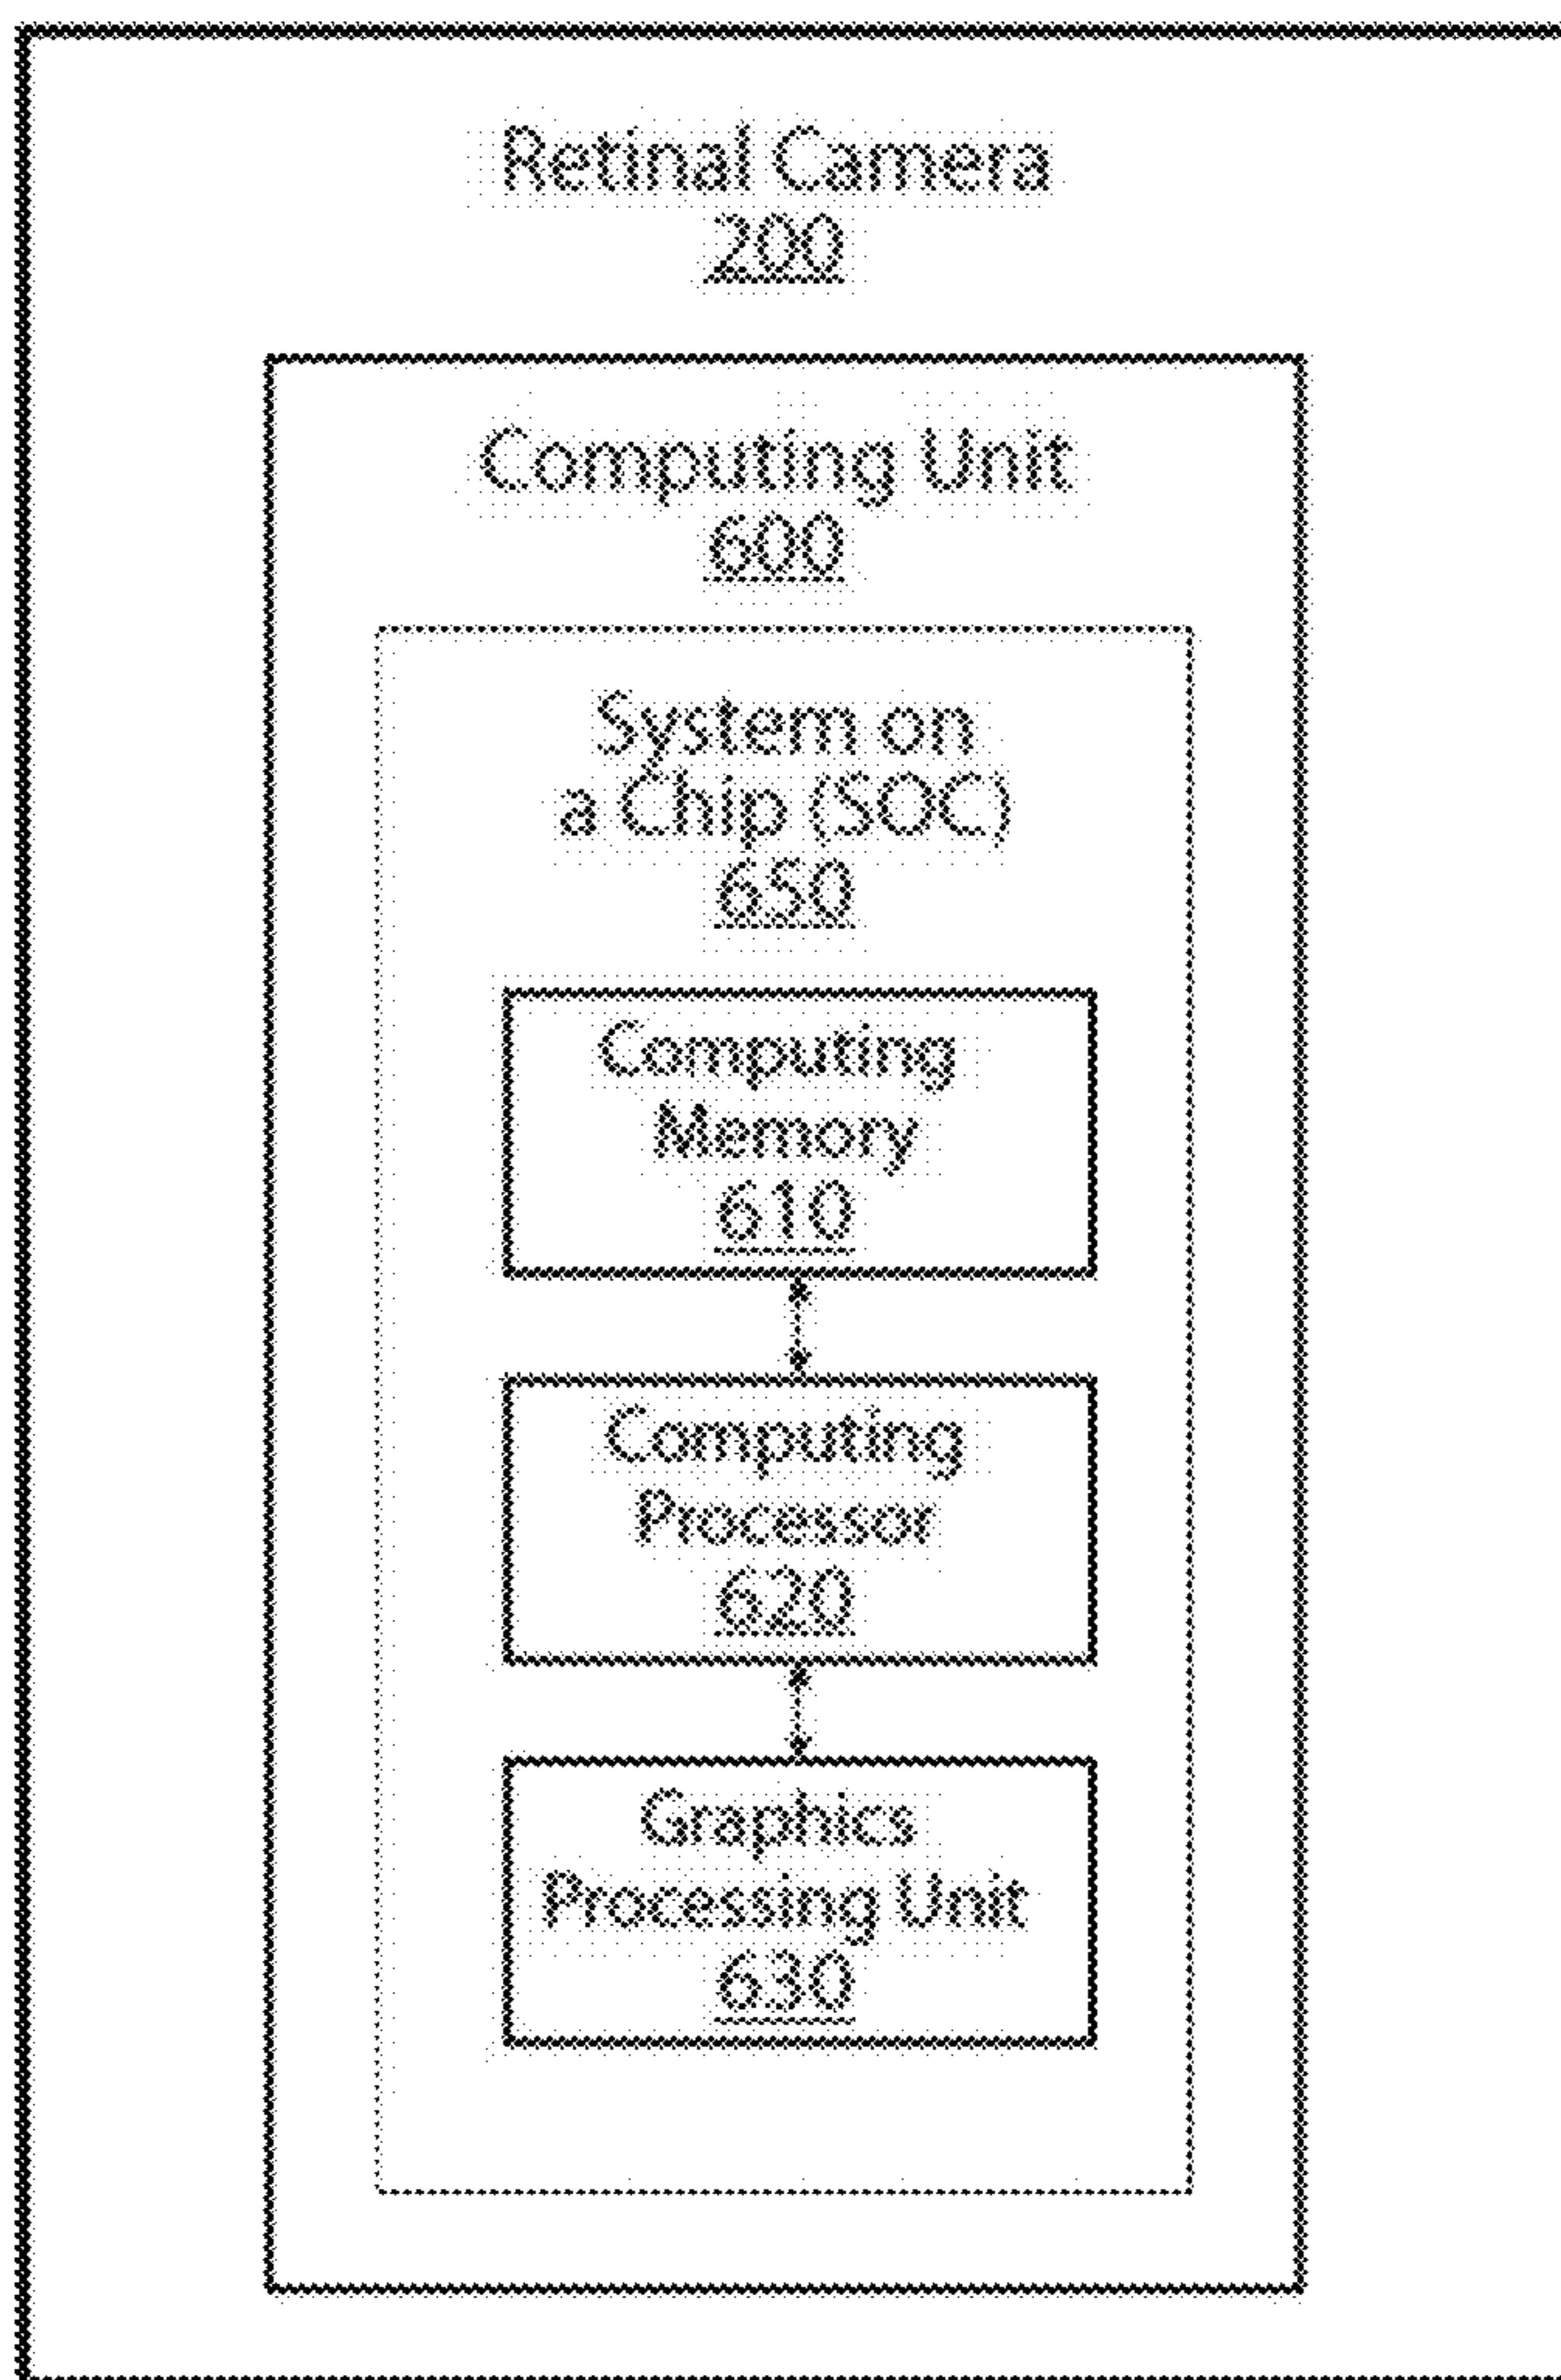 Retinal Camera
200
Computing Unit
600
System on
a Chip (SOC)
650
Computing
Memory
610
Computing
Processor
620
Graphics
Processing Unit
630